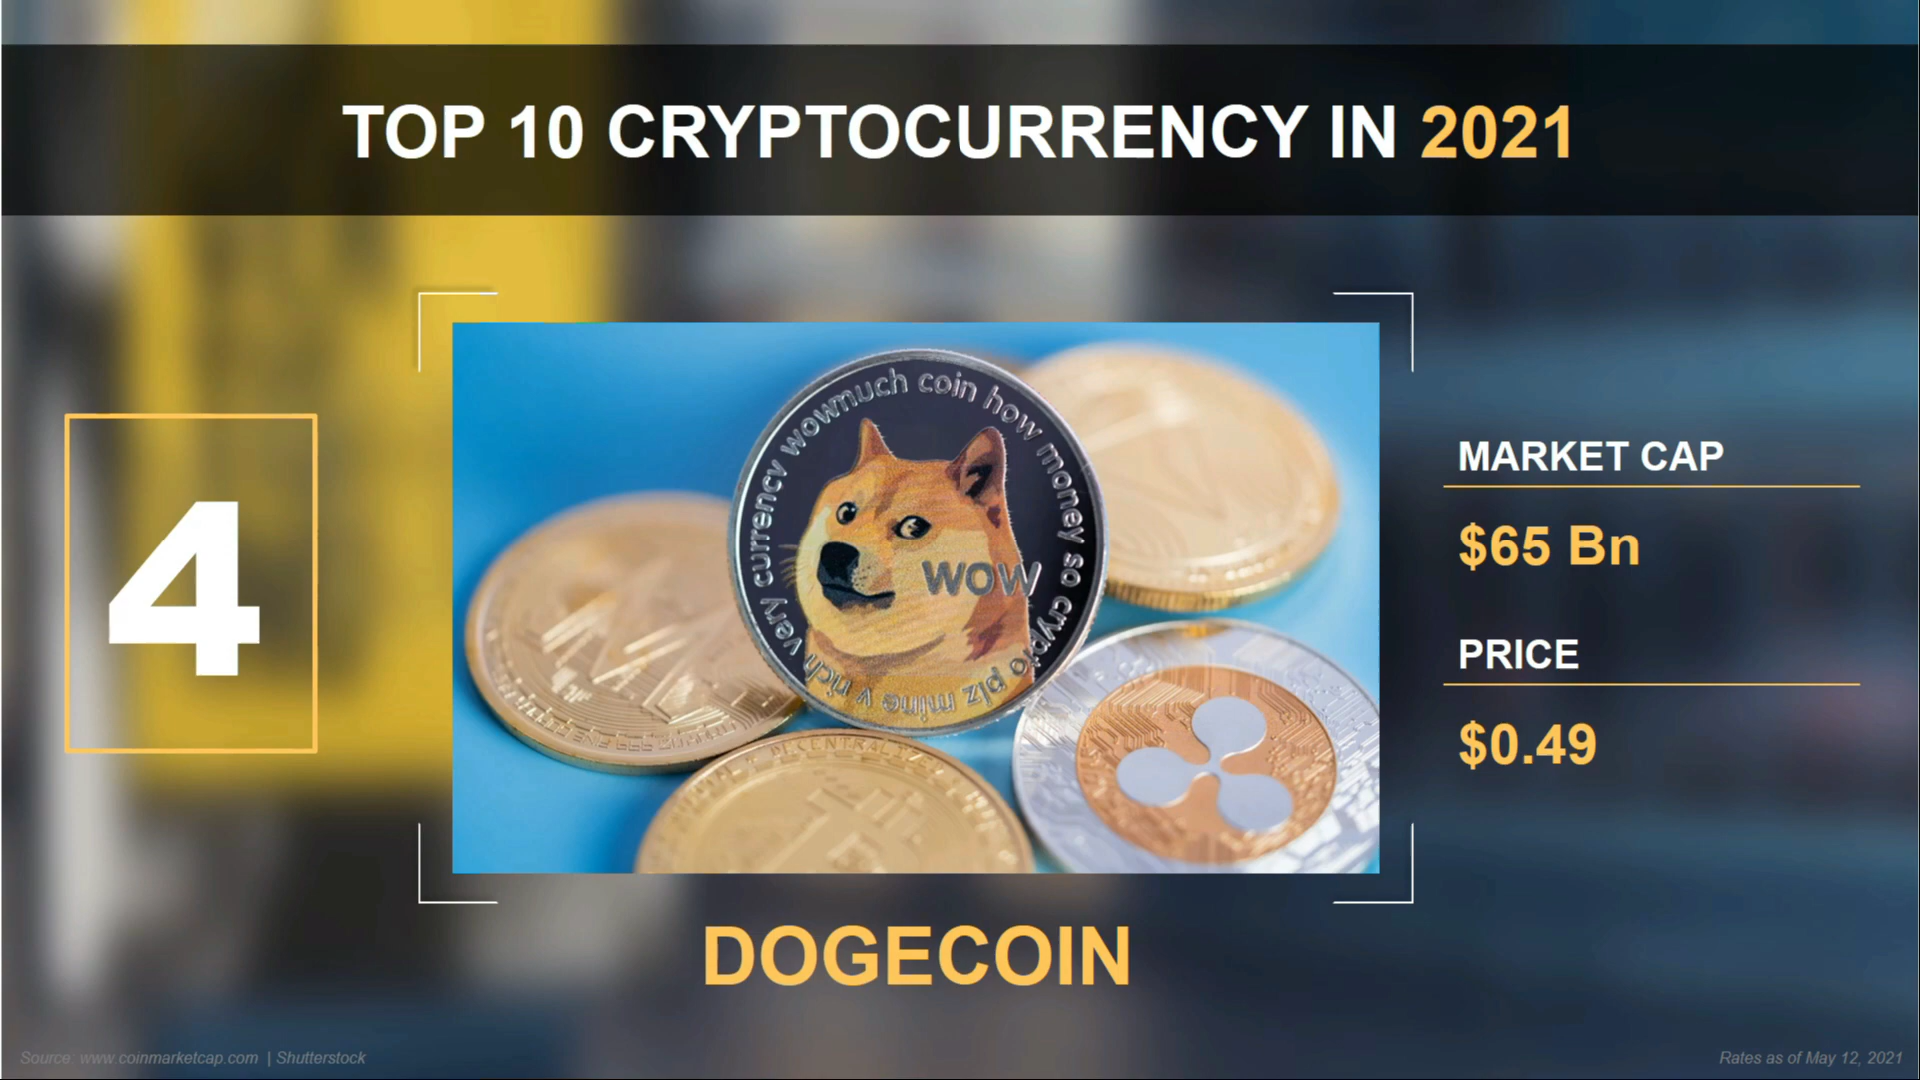 TOP 10 CRYPTOCURRENCY IN 2021
4
very currency wow much coin how money so crypto plz mine v rich
WOW
DECENTRAL
MARKET CAP
$65 Bn
PRICE
$0.49
DOGECOIN
Source: www.coinmarketcap.com | Shutterstock
Rates as of May 12, 2021